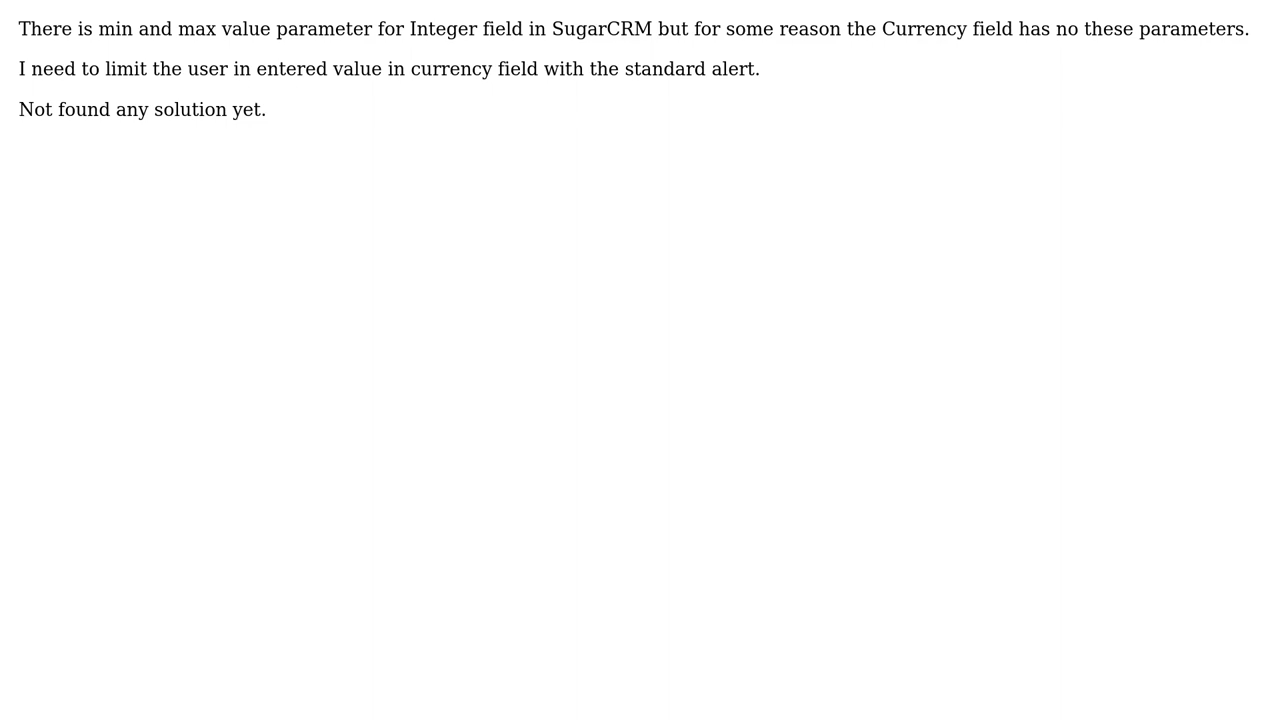 There is min and max value parameter for Integer field in SugarCRM but for some reason the Currency field has no these parameters.
I need to limit the user in entered value in currency field with the standard alert.
Not found any solution yet.